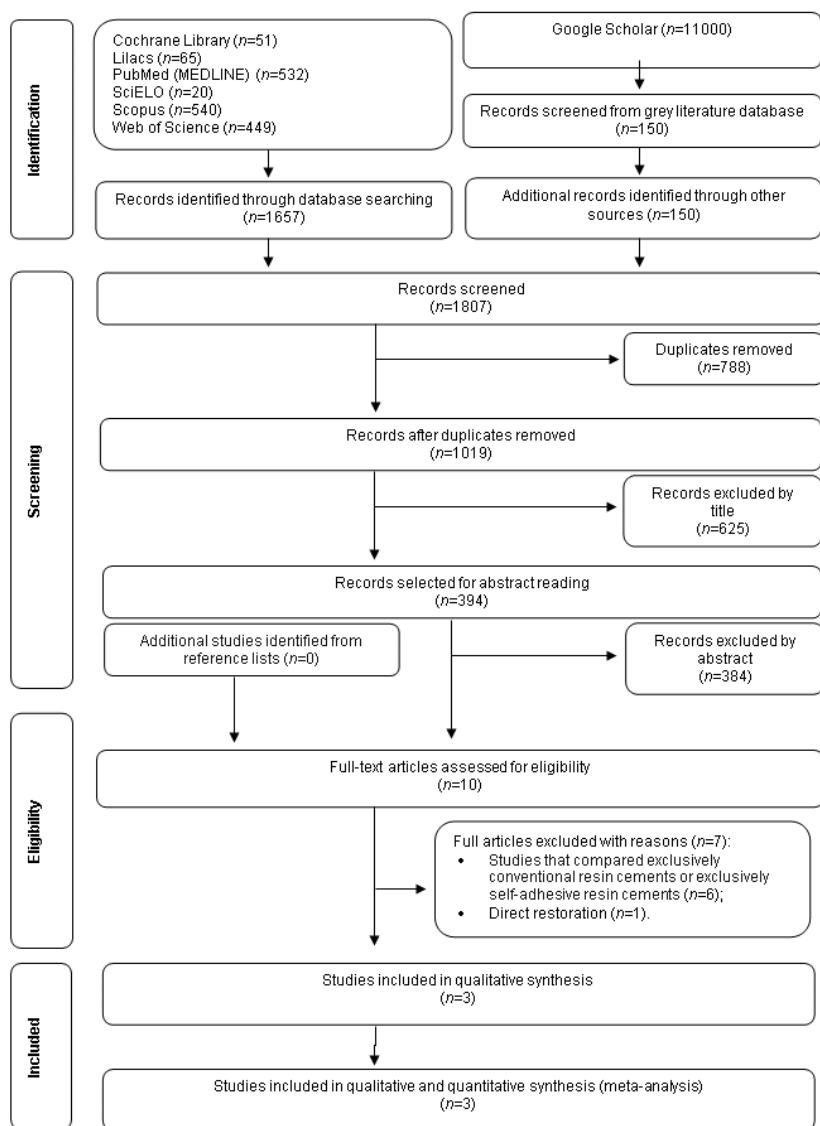 Identification
Cochrane Library (n=51)
Lilacs (n=65)
PubMed (MEDLINE) (n=532)
SciELO (n=20)
Scopus (n=540)
Web of Science (n=449)
Google Scholar (n=11000)
Records screened from grey literature database
(n=150)
Records identified through database searching
(n=1657)
Additional records identified through other
sources (n=150)
Screening
Records screened
(n=1807)
Duplicates removed
(n=788)
Records after duplicates removed
(n=1019)
Records excluded by
title
(n=625)
Records selected for abstract reading
(n=394)
Additional studies identified from
reference lists (n=0)
Records excluded by
abstract
(n=384)
Eligibility
Full-text articles assessed for eligibility
(n=10)
Full articles excluded with reasons (n=7):
• Studies that compared exclusively
conventional resin cements or exclusively
self-adhesive resin cements (n=6);
• Direct restoration (n=1).
Included
Studies included in qualitative synthesis
(n=3)
Studies included in qualitative and quantitative synthesis (meta-analysis)
(n=3)